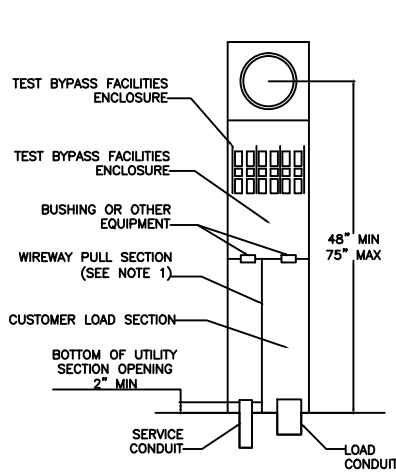 TEST BYPASS FACILITIES
ENCLOSURE
TEST BYPASS FACILITIES
ENCLOSURE
BUSHING OR OTHER
EQUIPMENT
48" MIN
75" MAX
WIREWAY PULL SECTION
(SEE NOTE 1)
CUSTOMER LOAD SECTION
BOTTOM OF UTILITY
SECTION OPENING
2" MIN
SERVICE
CONDUIT
LOAD
CONDUIT